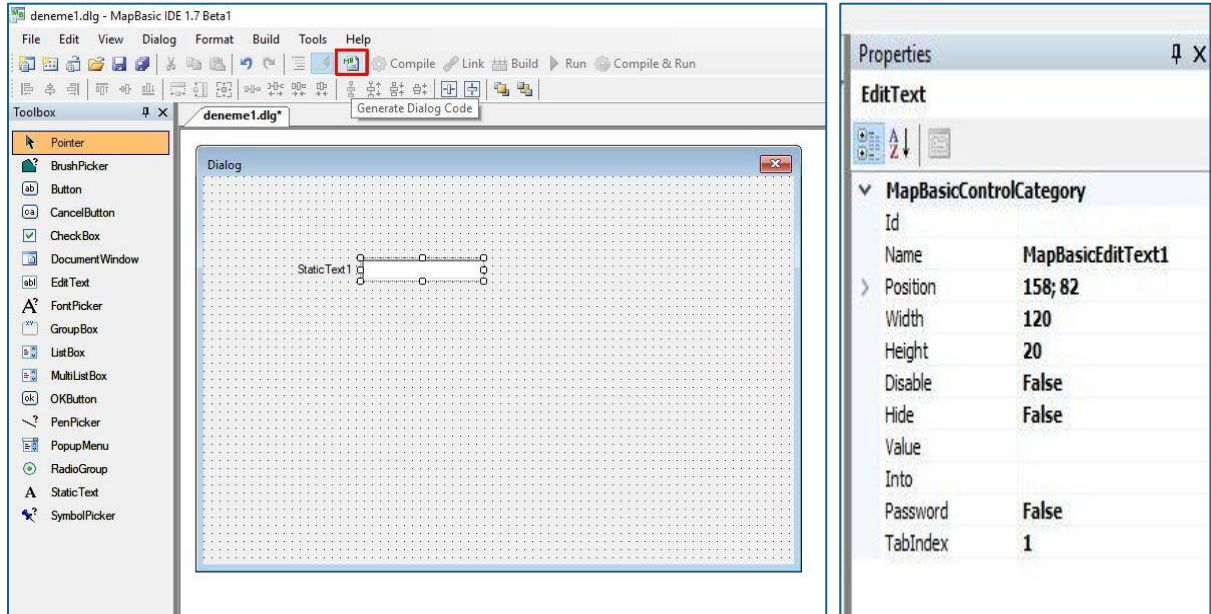 deneme1.dlg - MapBasic IDE 1.7 Beta1
File Edit View Dialog Format Build Tools Help
Compile Link Build Run Compile & Run
Generate Dialog Code
Toolbox
deneme1.dlg*
Pointer
BrushPicker
Button
CancelButton
CheckBox
DocumentWindow
EditText
FontPicker
GroupBox
ListBox
MultiListBox
OKButton
PenPicker
PopupMenu
RadioGroup
StaticText
SymbolPicker
Dialog
StaticText1
Properties
EditText
MapBasicControlCategory
Id
Name MapBasicEditText1
Position 158; 82
Width 120
Height 20
Disable False
Hide False
Value
Into
Password False
TabIndex 1